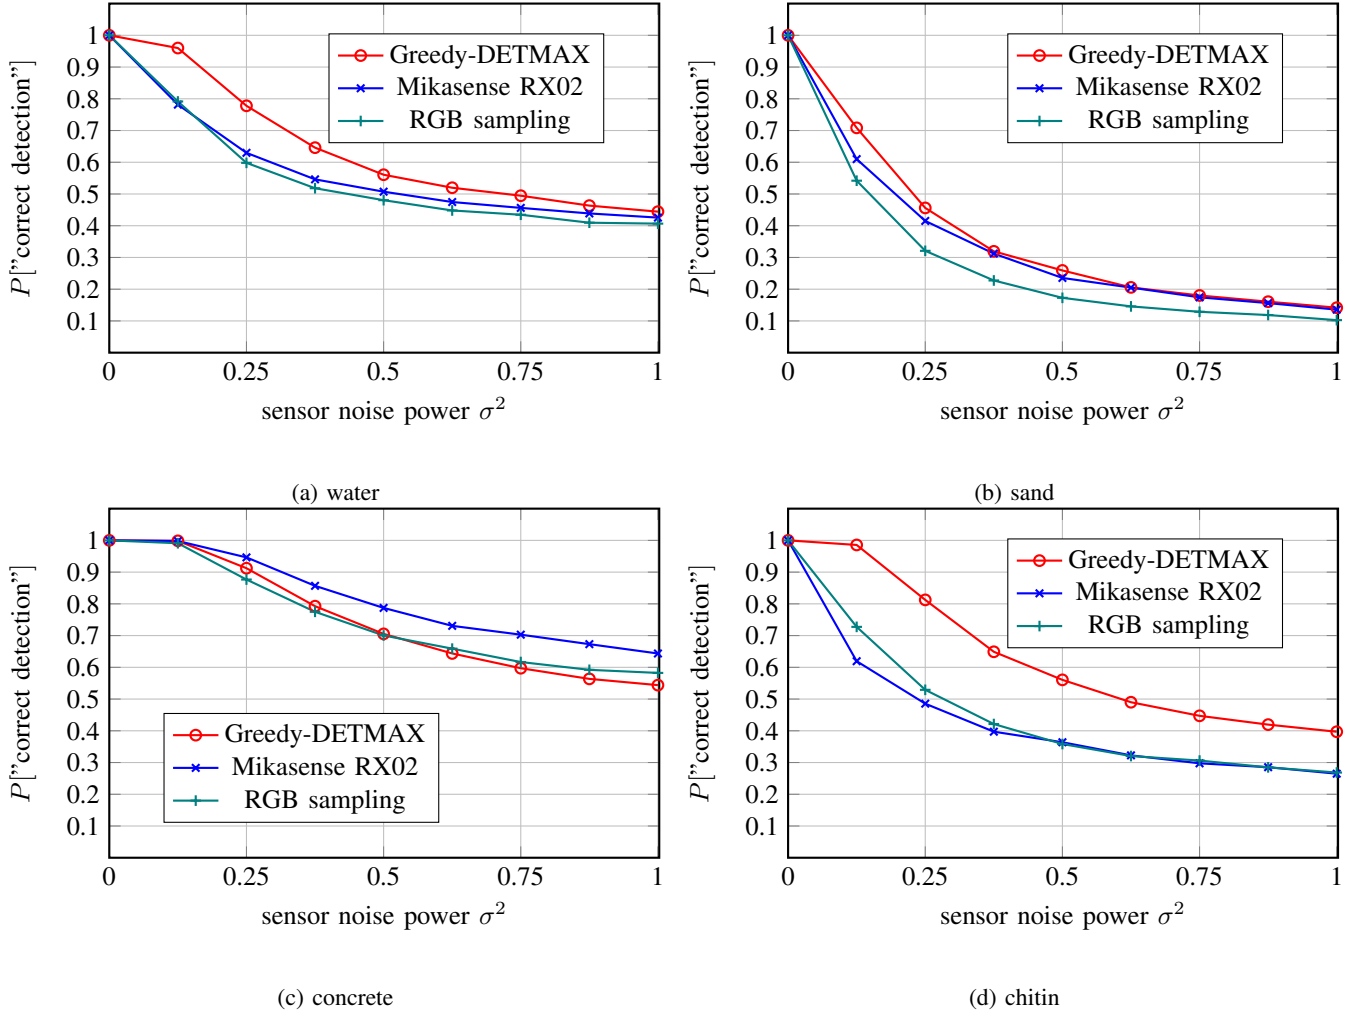 1
0.9
0.8
0.7
0.6
0.5
0.4
0.3
0.2
0.1
0 0.25 0.5 0.75 1
P["correct detection"]
sensor noise power σ²
Greedy-DETMAX
Mikasense RX02
RGB sampling
(a) water
1
0.9
0.8
0.7
0.6
0.5
0.4
0.3
0.2
0.1
0 0.25 0.5 0.75 1
P["correct detection"]
sensor noise power σ²
Greedy-DETMAX
Mikasense RX02
RGB sampling
(b) sand
1
0.9
0.8
0.7
0.6
0.5
0.4
0.3
0.2
0.1
0 0.25 0.5 0.75 1
P["correct detection"]
sensor noise power σ²
Greedy-DETMAX
Mikasense RX02
RGB sampling
(c) concrete
1
0.9
0.8
0.7
0.6
0.5
0.4
0.3
0.2
0.1
0 0.25 0.5 0.75 1
P["correct detection"]
sensor noise power σ²
Greedy-DETMAX
Mikasense RX02
RGB sampling
(d) chitin